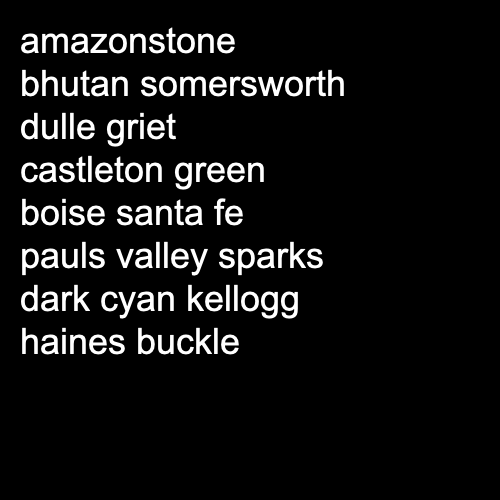 amazonstone
bhutan somersworth
dulle griet
castleton green
boise santa fe
pauls valley sparks
dark cyan kellogg
haines buckle